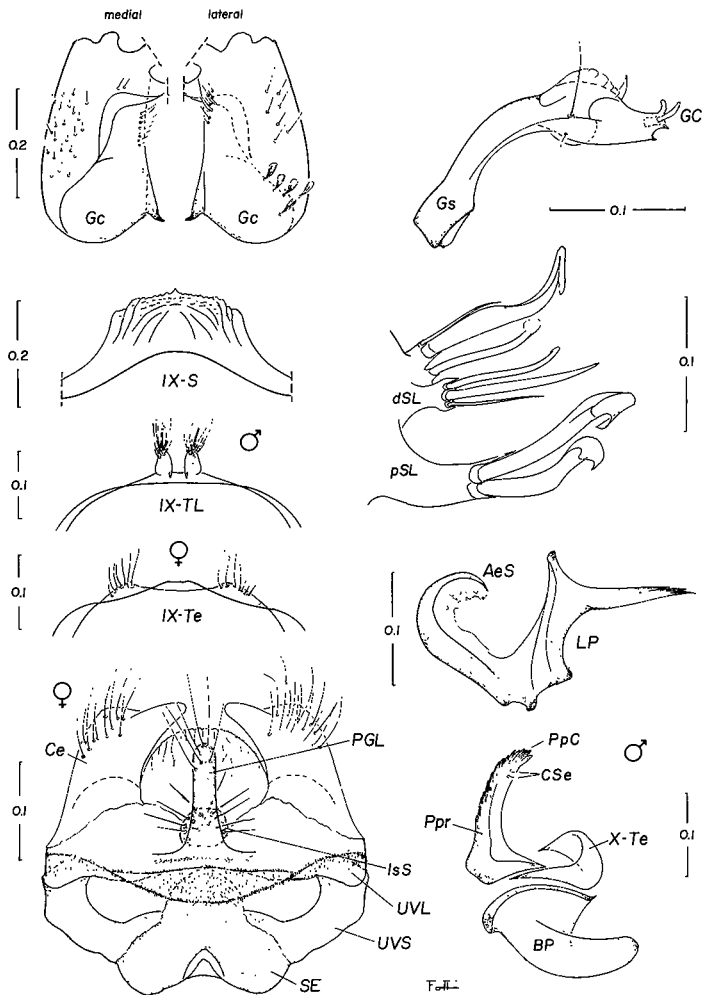 medial lateral
0.2
Gc Gc
GC
Gs
0.1
0.2
IX-S
0.1
dSL
pSL
♂
0.1
IX-TL
♀
0.1
IX-Te
AeS
0.1
LP
♀
Ce
PGL
0.1
IsS
UVL
UVS
SE
PpC
♂
CSe
Ppr
X-Te
0.1
BP